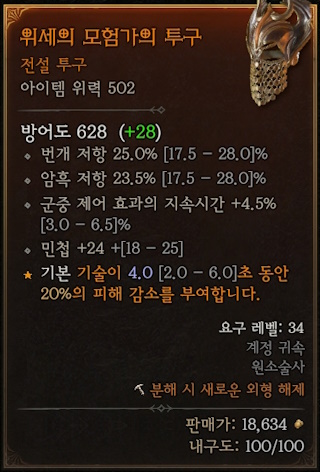 위세의 모험가의 투구
전설 투구
아이템 위력 502
방어도 628 (+28)
번개 저항 25.0% [17.5 - 28.0]%
암흑 저항 23.5% [17.5 - 28.0]%
군중 제어 효과의 지속시간 +4.5%
[3.0 - 6.5]%
민첩 +24 +[18 - 25]
기본 기술이 4.0 [2.0 - 6.0]초 동안
20%의 피해 감소를 부여합니다.
요구 레벨: 34
계정 귀속
원소술사
분해 시 새로운 외형 해제
판매가: 18,634
내구도: 100/100